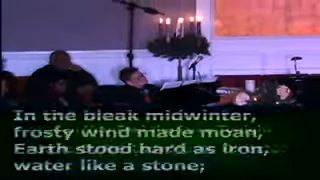 In the bleak midwinter,
frosty wind made moan,
Earth stood hard as iron,
water like a stone;